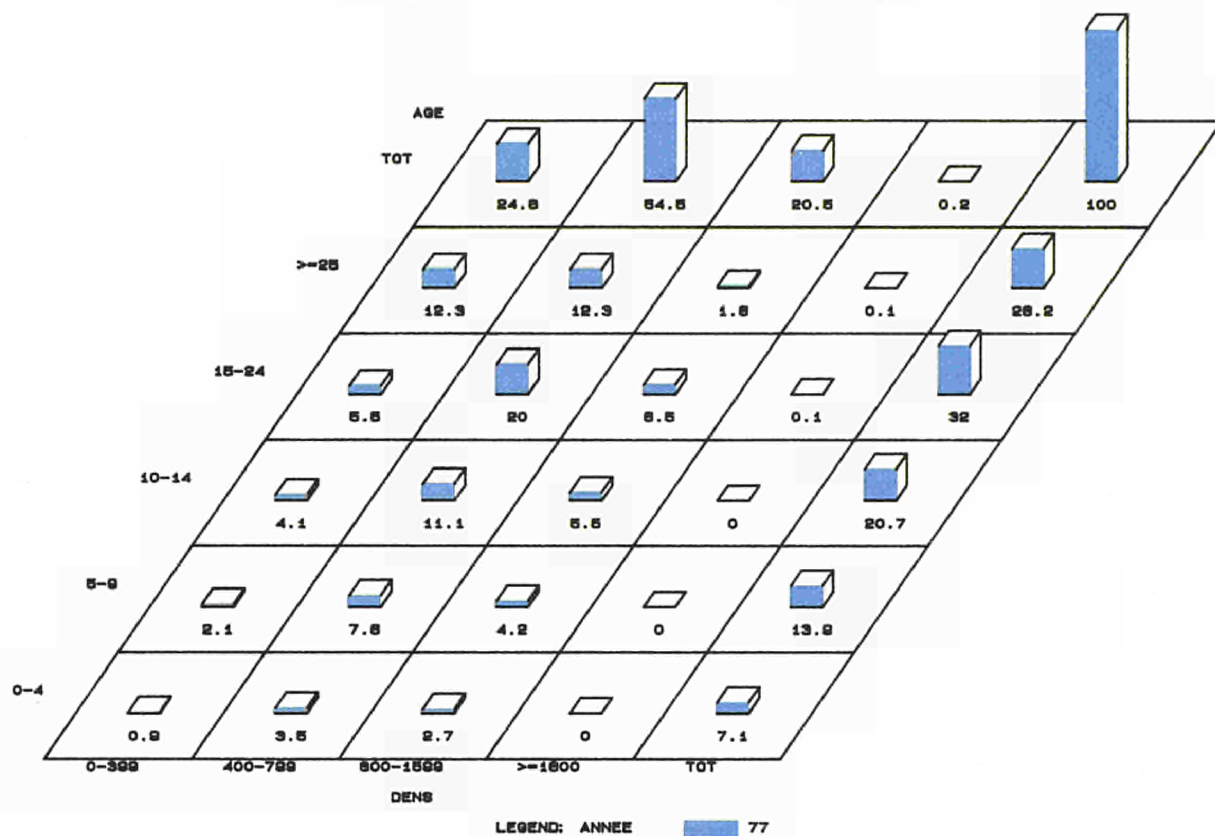 AGE
TOT
24.8 54.5 20.5 0.2 100
>=25
12.3 12.3 1.6 0.1 26.2
15-24
5.5 20 6.5 0.1 32
10-14
4.1 11.1 5.5 0 20.7
5-9
2.1 7.6 4.2 0 13.9
0-4
0.9 3.5 2.7 0 7.1
0-399 400-799 800-1599 >=1600 TOT
DENS
LEGEND: ANNEE 77